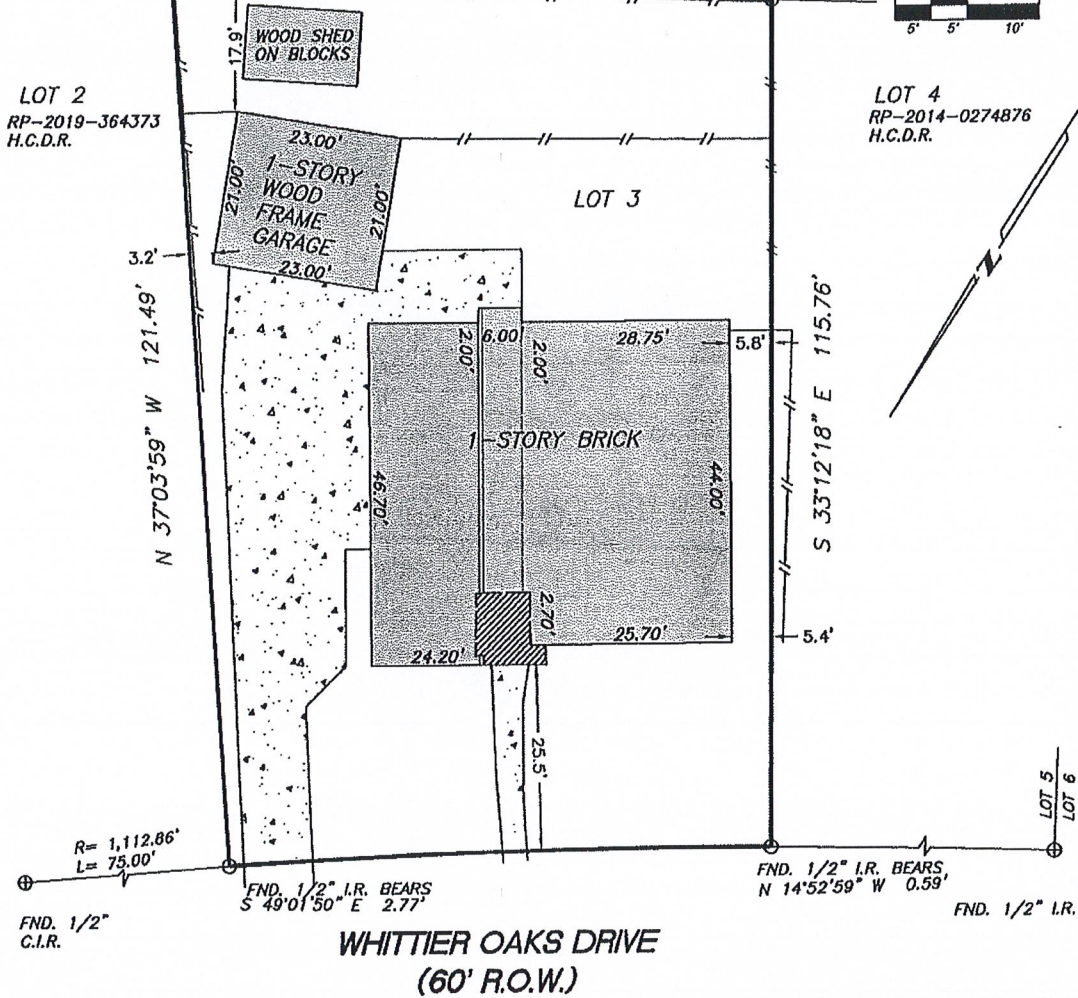 5' 5' 10'
17.9'
WOOD SHED
ON BLOCKS
LOT 2
RP-2019-364373
H.C.D.R.
LOT 4
RP-2014-0274876
H.C.D.R.
23.00'
1-STORY
WOOD
FRAME
GARAGE
21.00'
21.00'
23.00'
LOT 3
3.2'
N
N 37°03'59" W 121.49'
S 33°12'18" E 115.76'
2.00'
6.00'
2.00'
28.75'
5.8'
1-STORY BRICK
46.70'
44.00'
2.70'
25.70'
5.4'
24.20'
25.5'
LOT 5
LOT 6
R= 1,112.86'
L= 75.00'
FND. 1/2" I.R. BEARS
S 49°01'50" E 2.77'
FND. 1/2" I.R. BEARS
N 14°52'59" W 0.59'
FND. 1/2"
C.I.R.
FND. 1/2" I.R.
WHITTIER OAKS DRIVE
(60' R.O.W.)